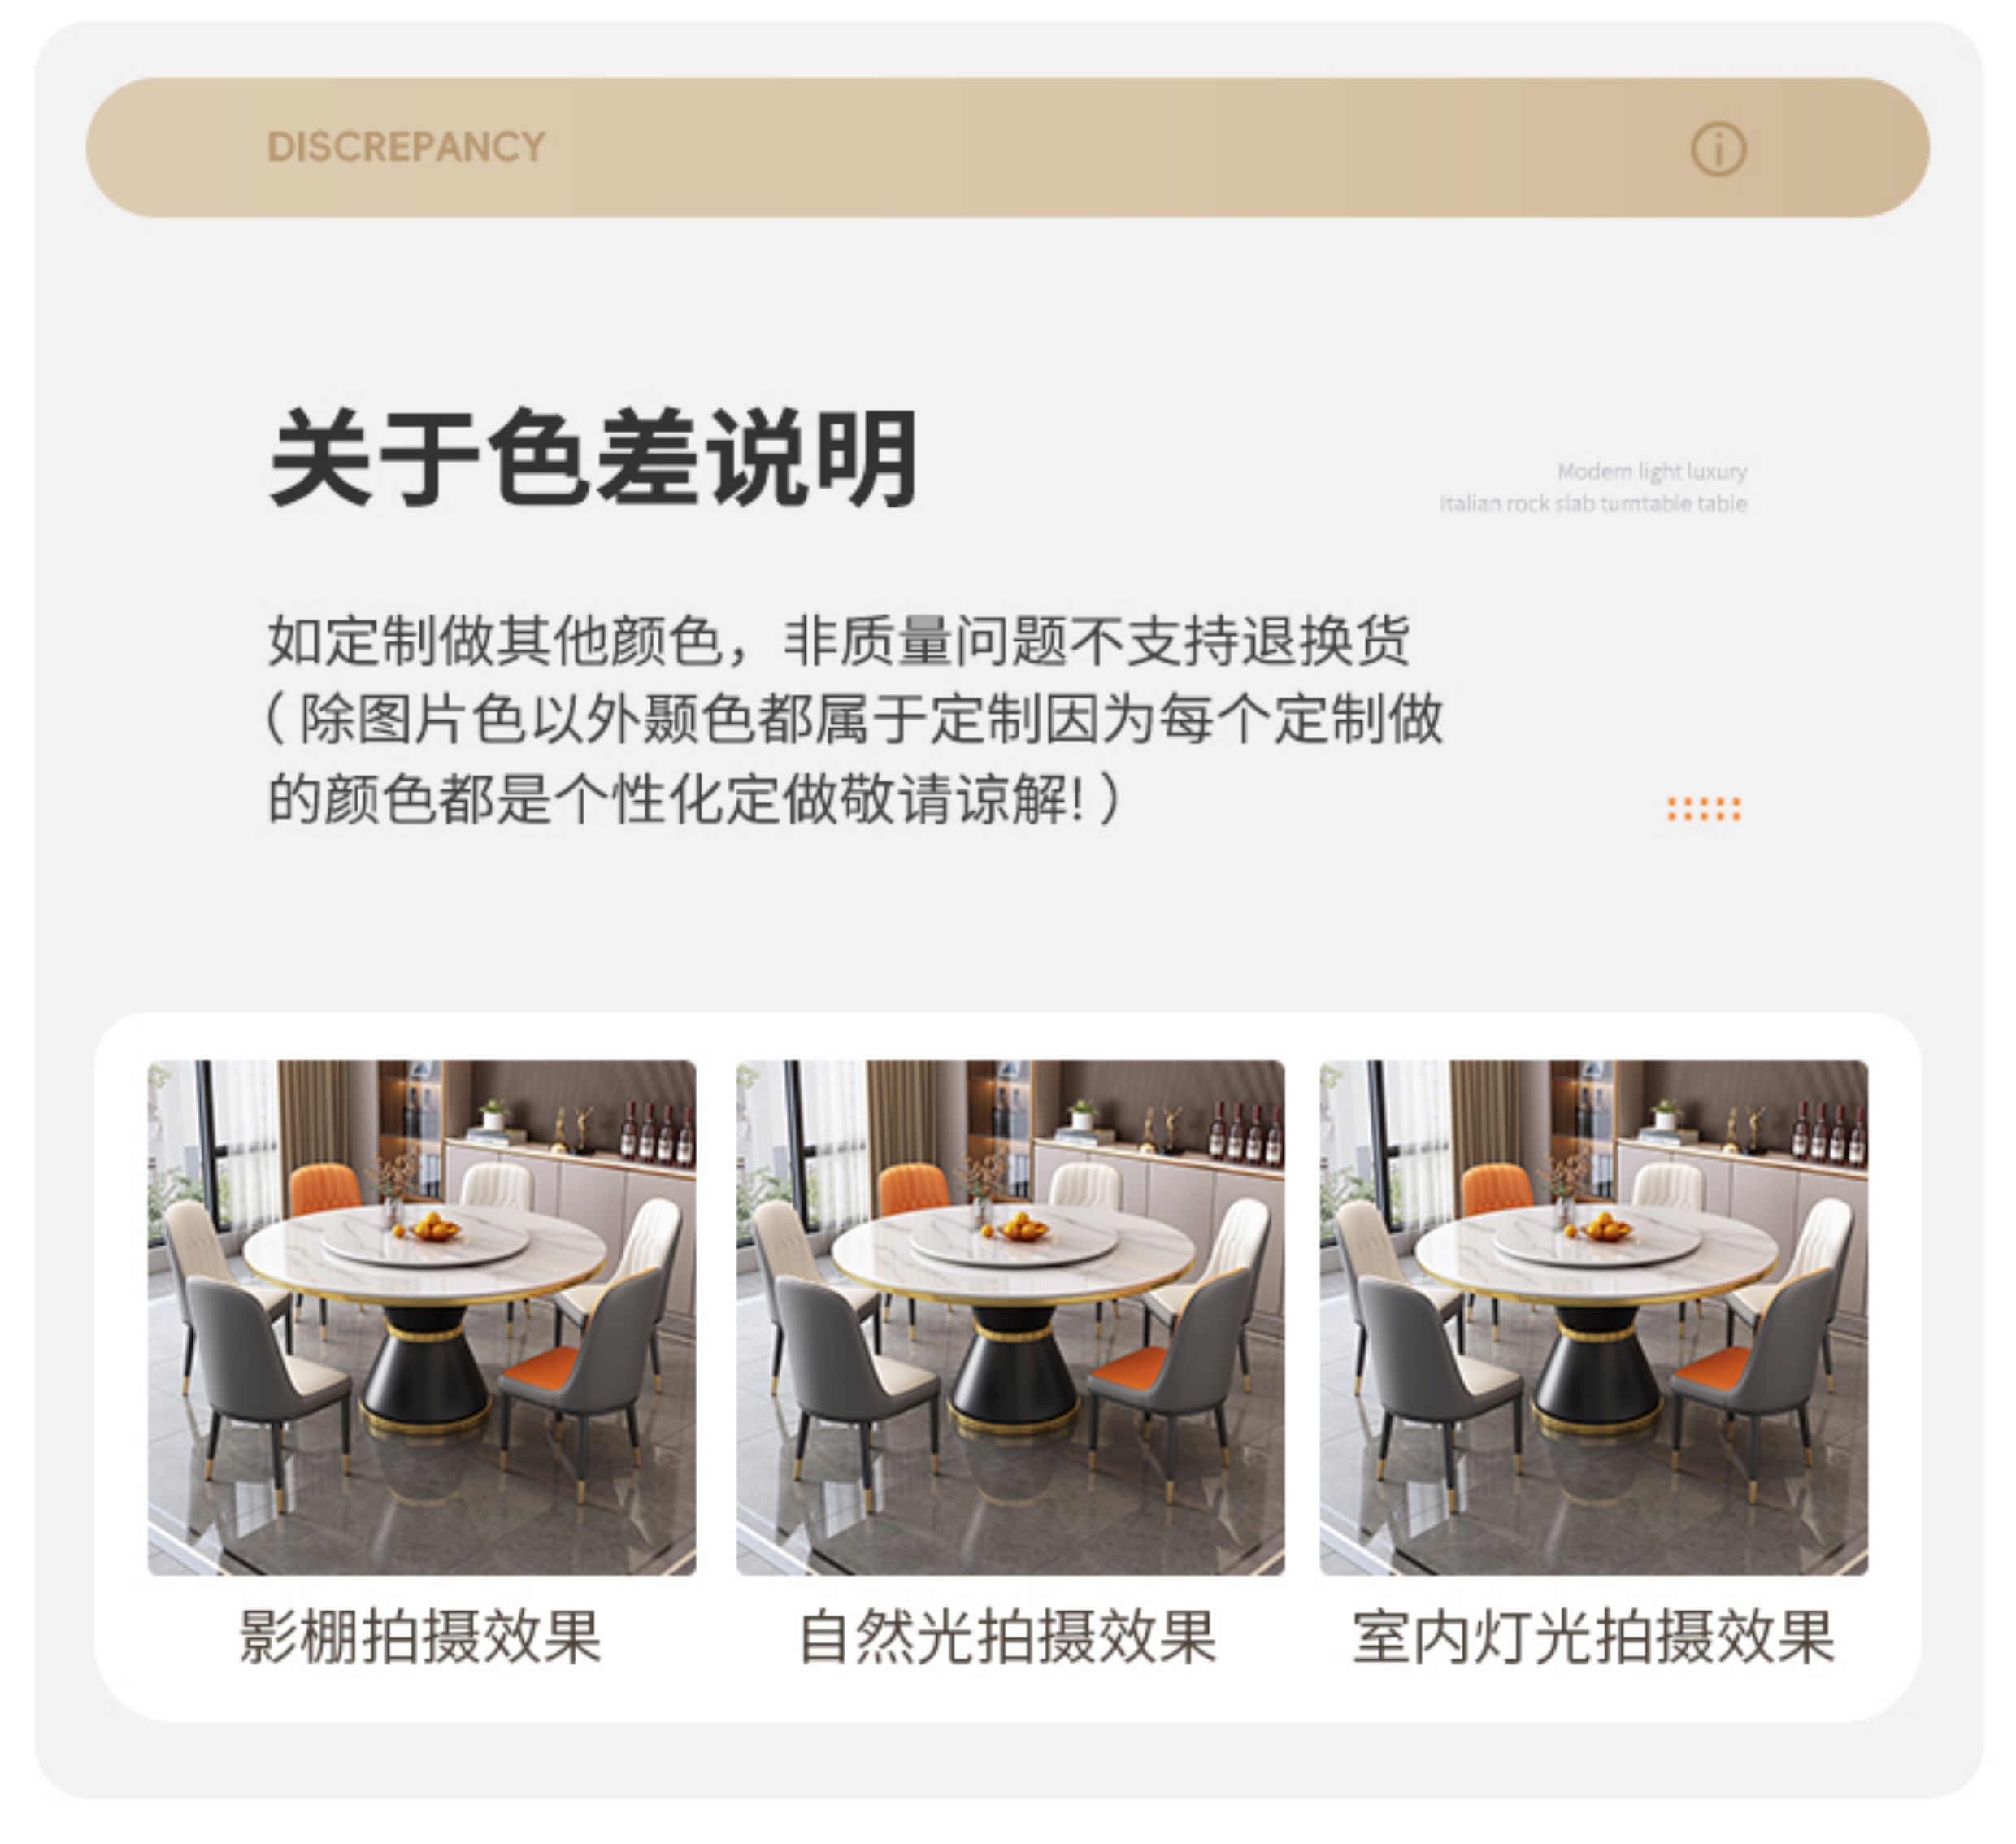 DISCREPANCY
关于色差说明
Modern light luxury
Italian rock slab turntable table
如定制做其他颜色，非质量问题不支持退换货
（除图片色以外颞色都属于定制因为每个定制做
的颜色都是个性化定做敬请谅解!）
影棚拍摄效果
自然光拍摄效果
室内灯光拍摄效果